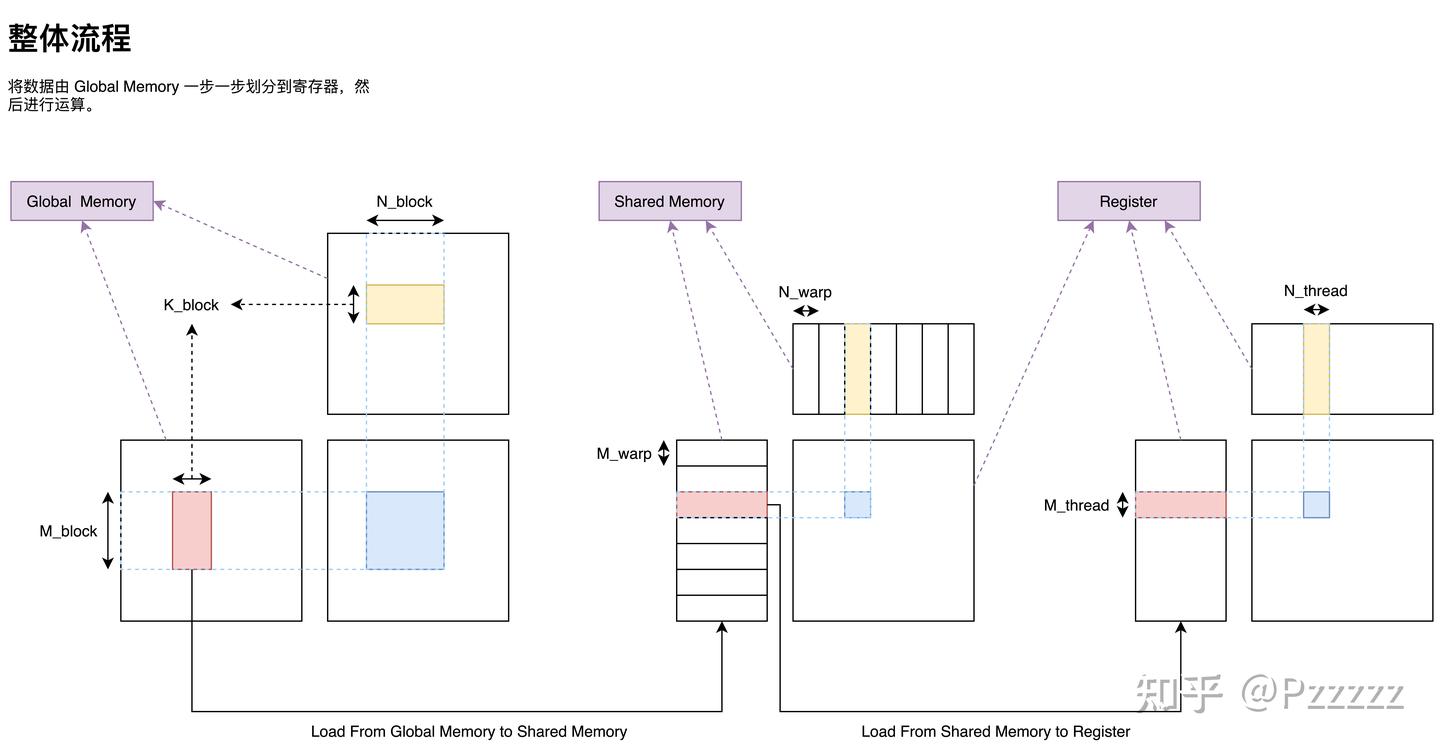 整体流程
将数据由 Global Memory 一步一步划分到寄存器，然
后进行运算。
Global Memory
N_block
Shared Memory
Register
K_block
N_warp
N_thread
M_warp
M_block
M_thread
知乎 @Pzzzzz
Load From Global Memory to Shared Memory
Load From Shared Memory to Register